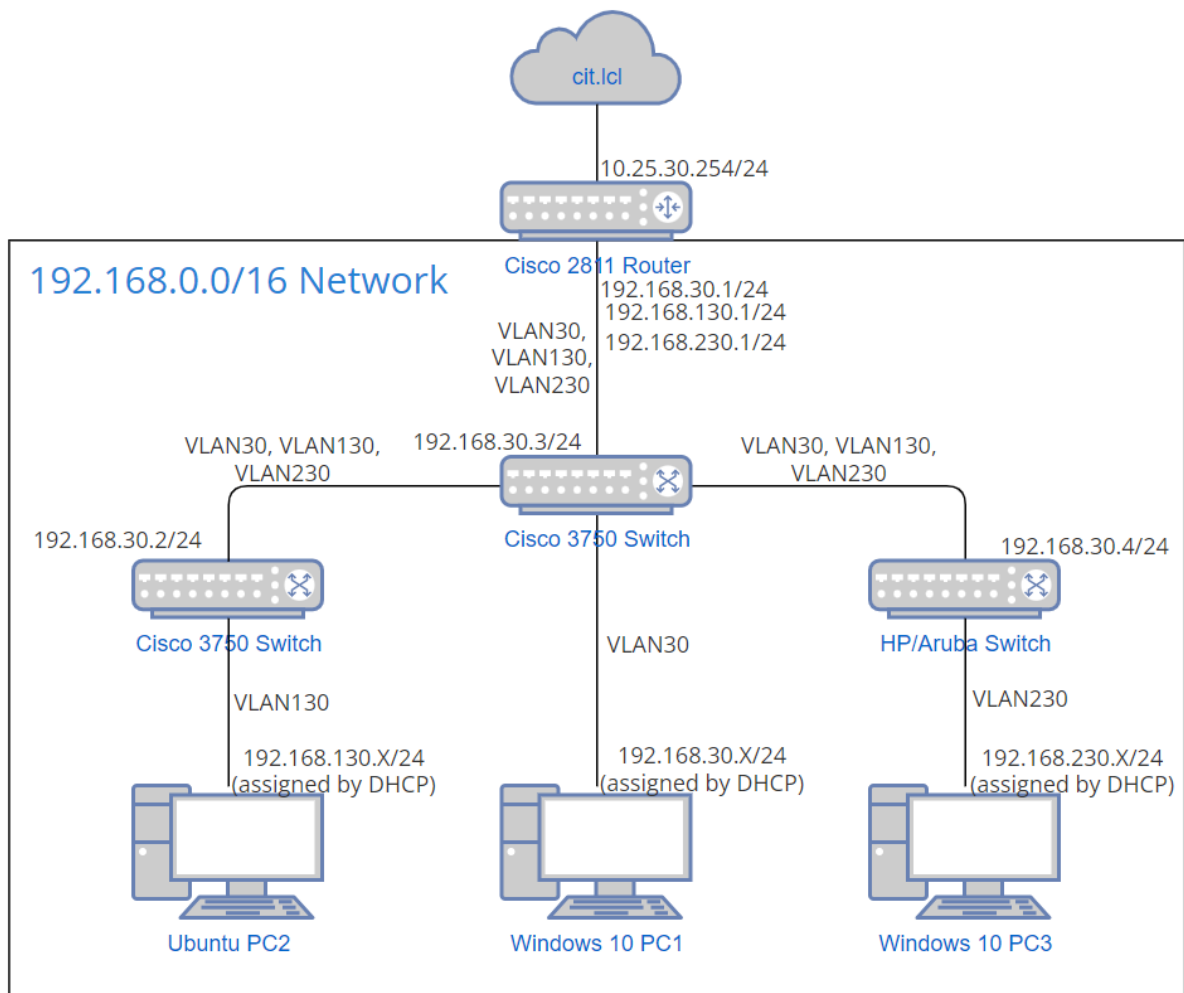 cit.lcl
10.25.30.254/24
Cisco 2811 Router
192.168.0.0/16 Network
192.168.30.1/24
192.168.130.1/24
192.168.230.1/24
VLAN30,
VLAN130,
VLAN230
VLAN30, VLAN130,
VLAN230
192.168.30.3/24
VLAN30, VLAN130,
VLAN230
Cisco 3750 Switch
192.168.30.2/24
192.168.30.4/24
Cisco 3750 Switch
VLAN30
HP/Aruba Switch
VLAN130
VLAN230
192.168.130.X/24
(assigned by DHCP)
192.168.30.X/24
(assigned by DHCP)
192.168.230.X/24
(assigned by DHCP)
Ubuntu PC2
Windows 10 PC1
Windows 10 PC3